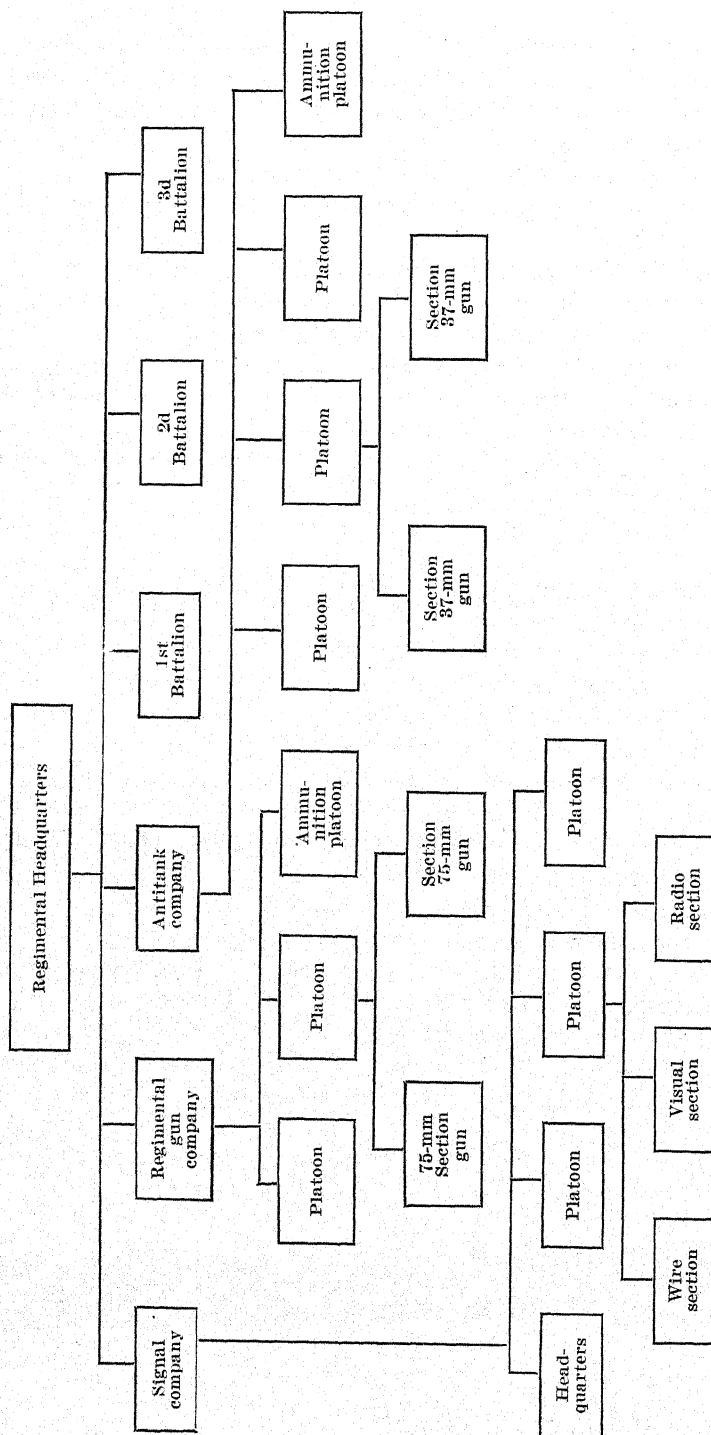 Regimental Headquarters
Signal
company
Regimental
gun
company
Antitank
company
1st
Battalion
2d
Battalion
3d
Battalion
Platoon
Platoon
Ammu-
nition
platoon
Platoon
Platoon
Platoon
Ammu-
nition
platoon
75-mm
Section
gun
Section
75-mm
gun
Section
37-mm
gun
Section
37-mm
gun
Head-
quarters
Platoon
Platoon
Platoon
Wire
section
Visual
section
Radio
section